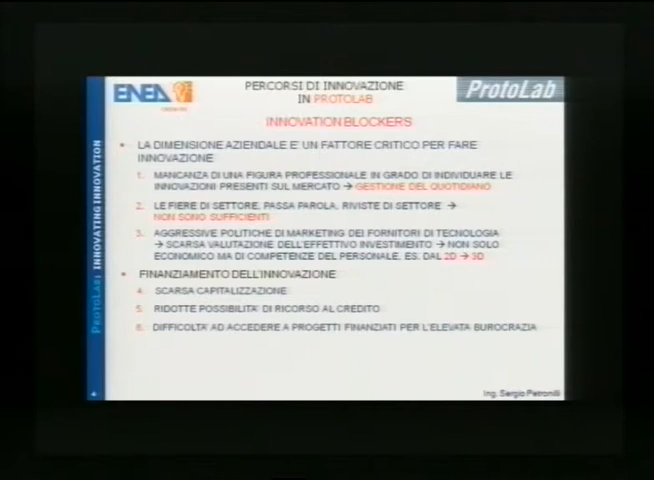 ENEA
PERCORSI DI INNOVAZIONE
IN PROTOLAB
ProtoLab
INNOVATION BLOCKERS
PROTOLAB: INNOVATING INNOVATION
• LA DIMENSIONE AZIENDALE E' UN FATTORE CRITICO PER FARE
INNOVAZIONE
1. MANCANZA DI UNA FIGURA PROFESSIONALE IN GRADO DI INDIVIDUARE LE
INNOVAZIONI PRESENTI SUL MERCATO → GESTIONE DEL QUOTIDIANO
2. LE FIERE DI SETTORE, PASSA PAROLA, RIVISTE DI SETTORE →
NON SONO SUFFICIENTI
3. AGGRESSIVE POLITICHE DI MARKETING DEI FORNITORI DI TECNOLOGIA
→ SCARSA VALUTAZIONE DELL'EFFETTIVO INVESTIMENTO → NON SOLO
ECONOMICO MA DI COMPETENZE DEL PERSONALE, ES. DAL 2D → 3D
• FINANZIAMENTO DELL'INNOVAZIONE
4. SCARSA CAPITALIZZAZIONE
5. RIDOTTE POSSIBILITA' DI RICORSO AL CREDITO
6. DIFFICOLTA' AD ACCEDERE A PROGETTI FINANZIATI PER L'ELEVATA BUROCRAZIA
Ing. Sergio Petronilli